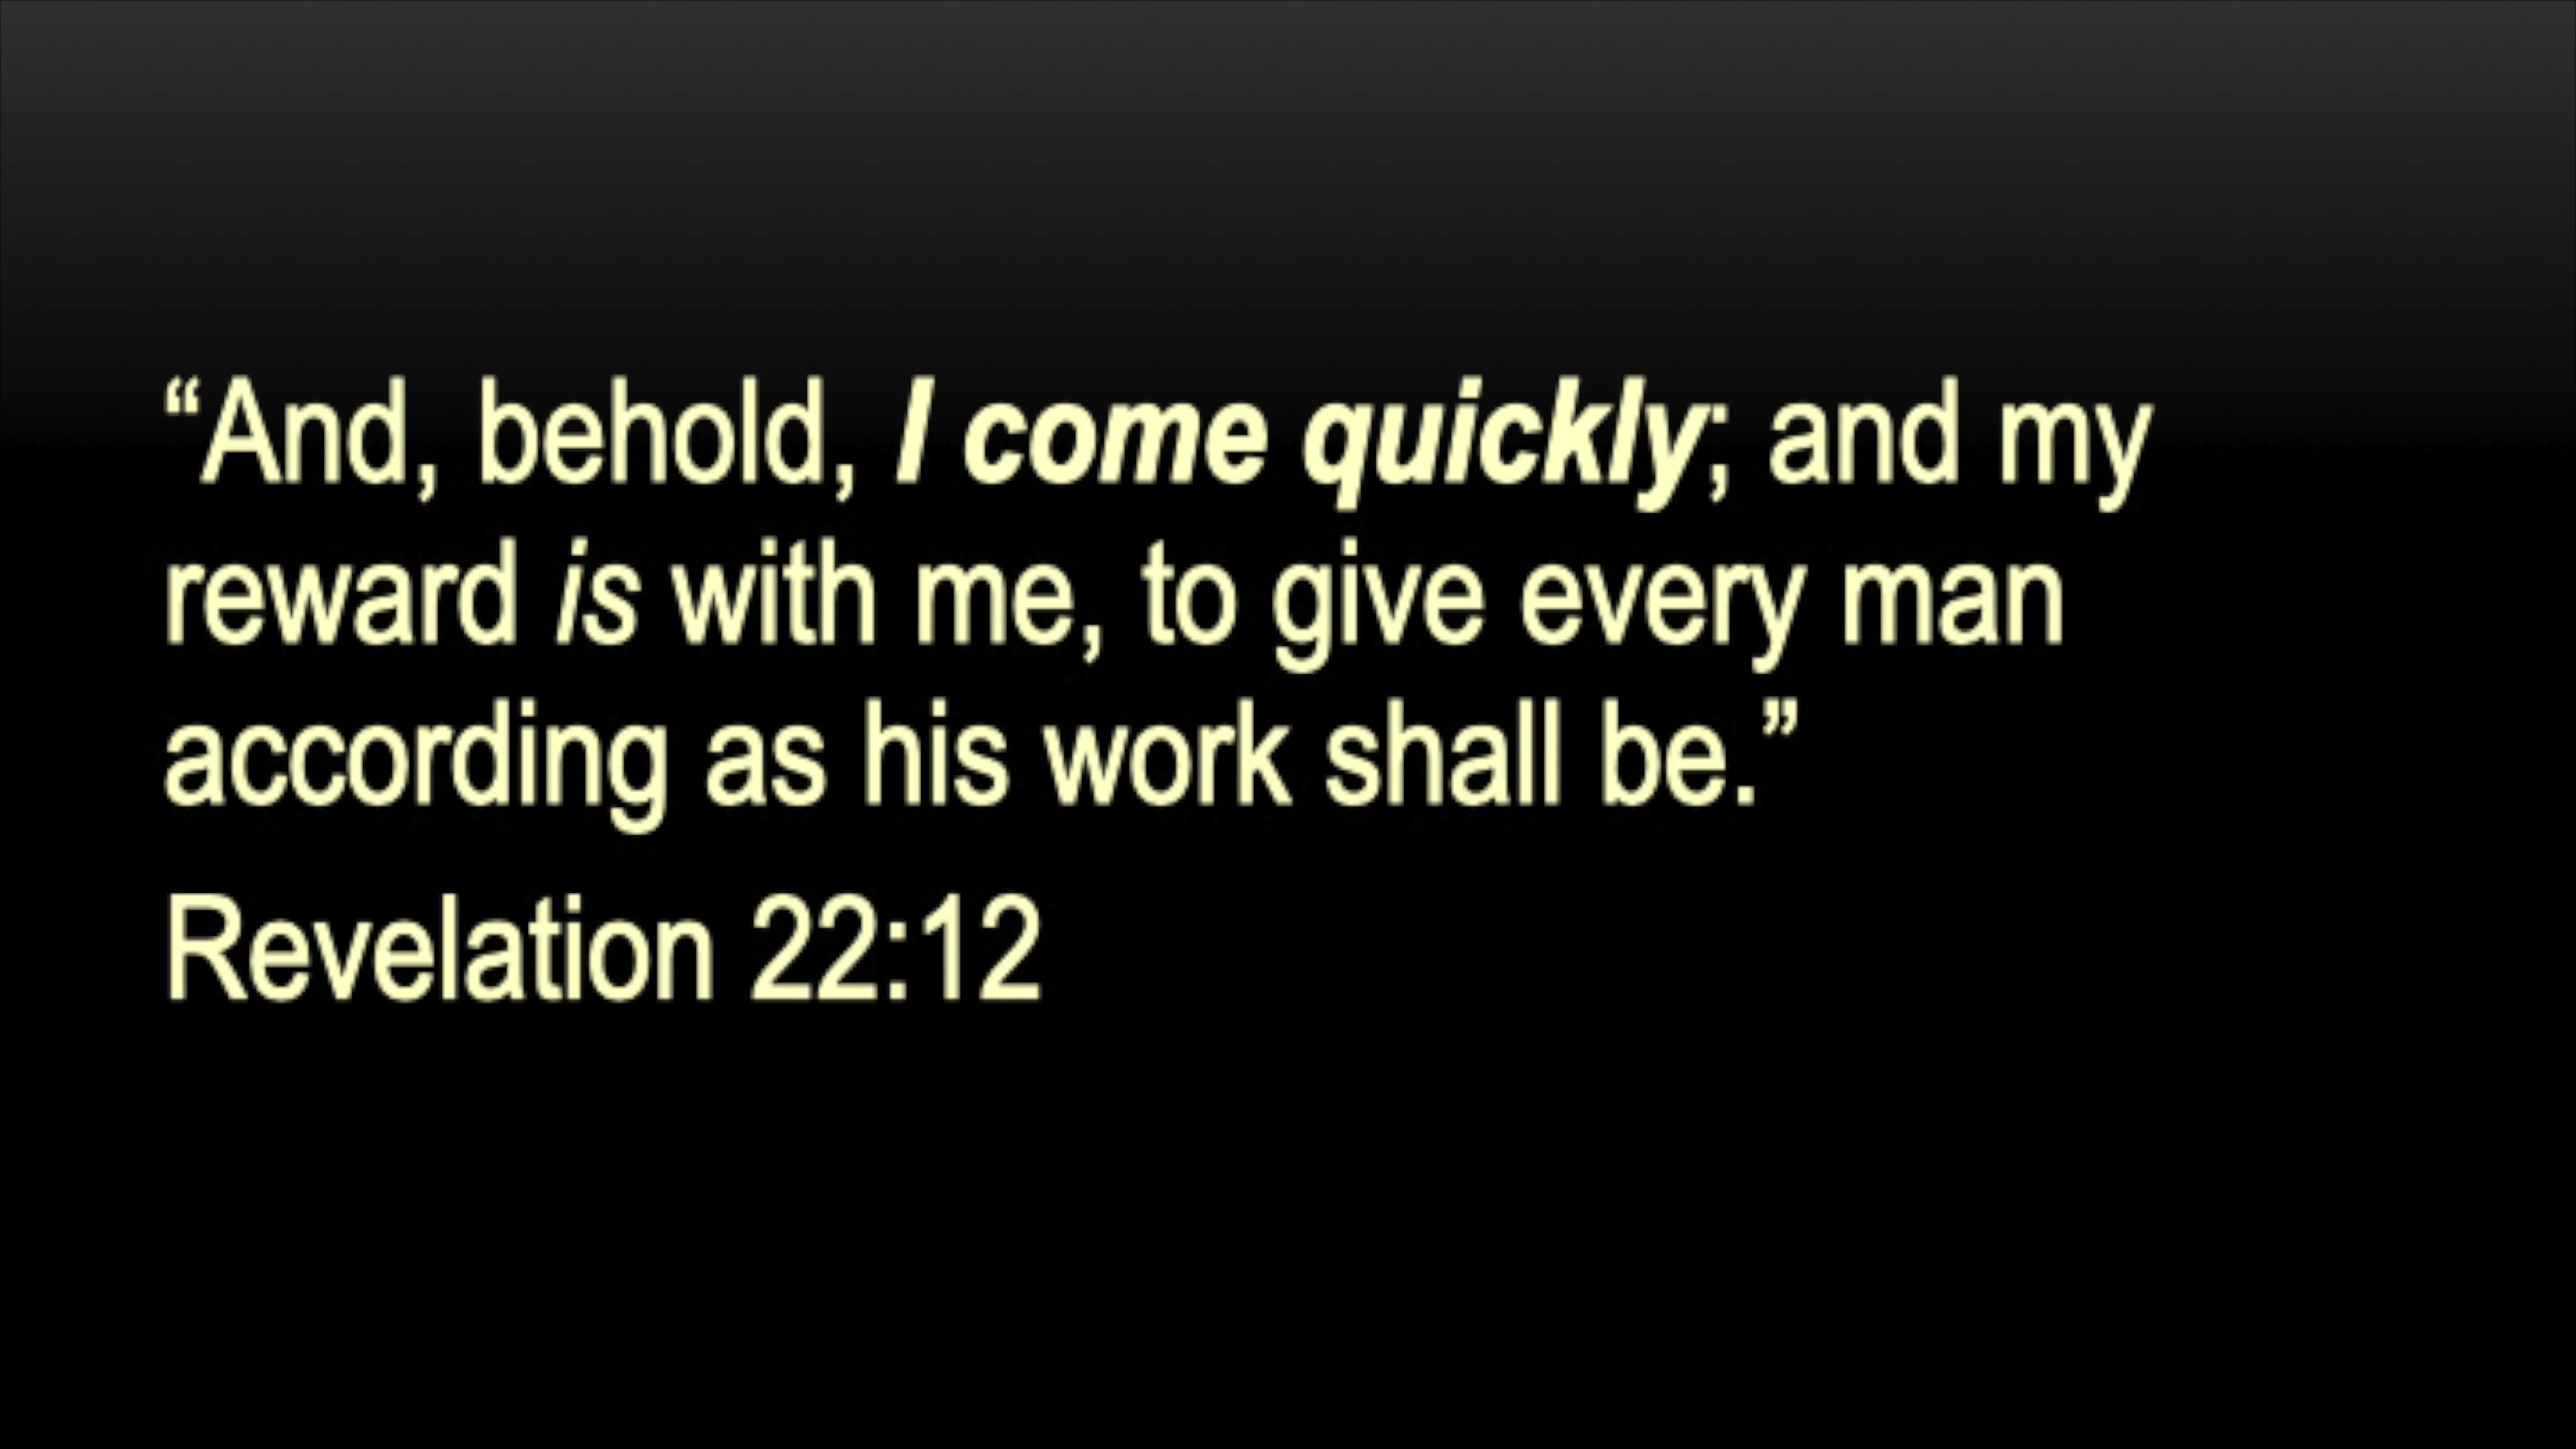 “And, behold, I come quickly; and my
reward is with me, to give every man
according as his work shall be.”
Revelation 22:12